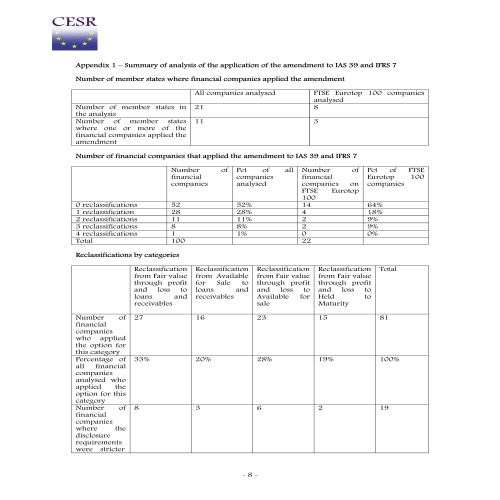 CESR
Appendix 1 – Summary of analysis of the application of the amendment to IAS 39 and IFRS 7
Number of member states where financial companies applied the amendment
All companies analysed
FTSE Eurotop 100 companies
analysed
Number of member states in
the analysis
21
8
Number of member states
where one or more of the
financial companies applied the
amendment
11
3
Number of financial companies that applied the amendment to IAS 39 and IFRS 7
Number of
financial
companies
Pct of all
companies
analysed
Number of
financial
companies on
FTSE Eurotop
100
Pct of FTSE
Eurotop 100
companies
0 reclassifications 52 52% 14 64%
1 reclassification 28 28% 4 18%
2 reclassifications 11 11% 2 9%
3 reclassifications 8 8% 2 9%
4 reclassifications 1 1% 0 0%
Total 100 22
Reclassifications by categories
Reclassification
from Fair value
through profit
and loss to
loans and
receivables
Reclassification
from Available
for Sale to
loans and
receivables
Reclassification
from Fair value
through profit
and loss to
Available for
sale
Reclassification
from Fair value
through profit
and loss to
Held to
Maturity
Total
Number of
financial
companies
who applied
the option for
this category
27
16
23
15
81
Percentage of
all financial
companies
analysed who
applied the
option for this
category
33%
20%
28%
19%
100%
Number of
financial
companies
where the
disclosure
requirements
were stricter
8
3
6
2
19
- 8 -